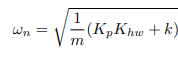 ωₙ = √(1/m (KₚKₕw + k))